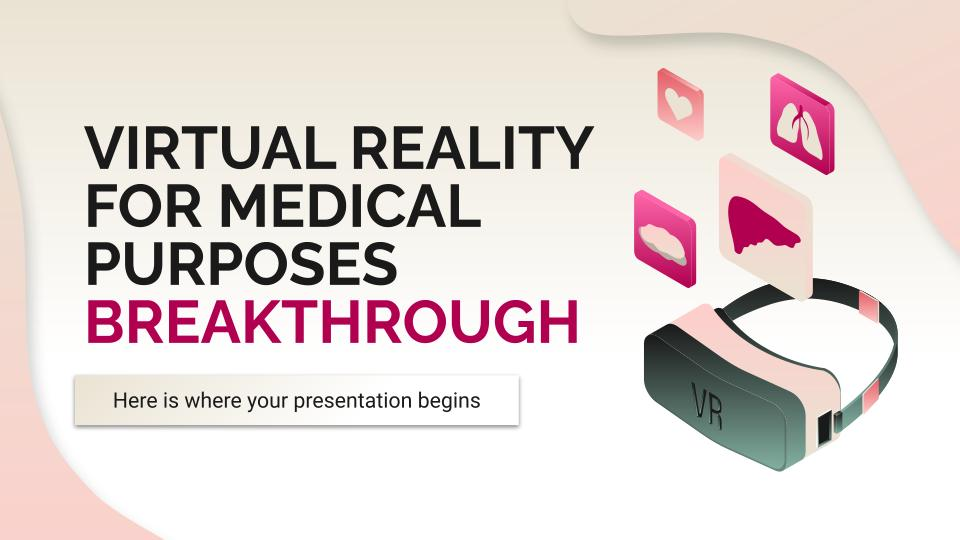 VIRTUAL REALITY
FOR MEDICAL
PURPOSES
BREAKTHROUGH
Here is where your presentation begins
VR